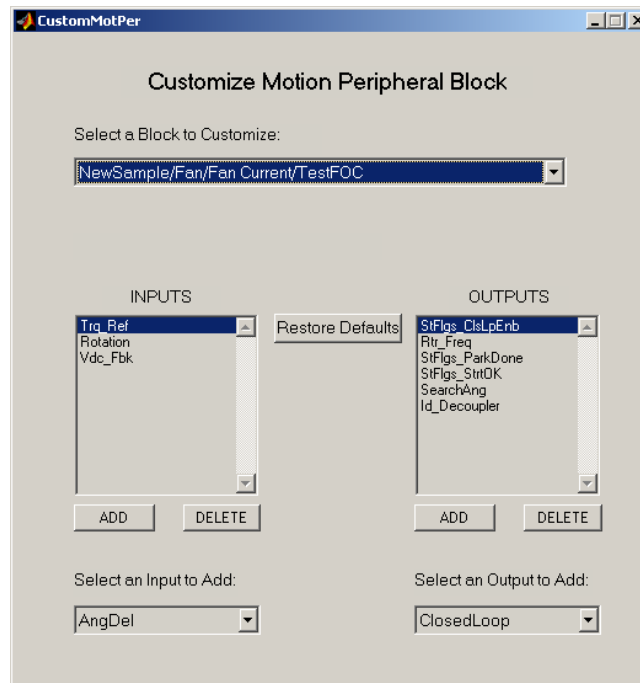 CustomMotPer
Customize Motion Peripheral Block
Select a Block to Customize:
NewSample/Fan/Fan Current/TestFOC
INPUTS
OUTPUTS
Trq_Ref
Rotation
Vdc_Fbk
Restore Defaults
StFlgs_ClsLpEnb
Rtr_Freq
StFlgs_ParkDone
StFlgs_StrtOK
SearchAng
Id_Decoupler
ADD
DELETE
ADD
DELETE
Select an Input to Add:
Select an Output to Add:
AngDel
ClosedLoop